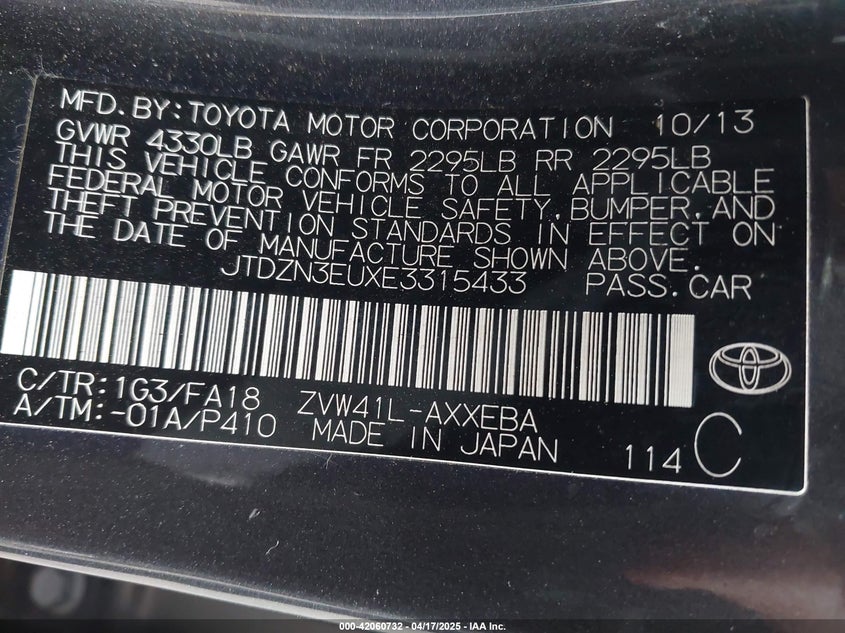 MFD.BY:TOYOTA MOTOR CORPORATION 10/13
GVWR 4330LB GAWR FR 2295LB RR 2295LB
THIS VEHICLE CONFORMS TO ALL APPLICABLE
FEDERAL MOTOR VEHICLE SAFETY,BUMPER,AND
THEFT PREVENTION STANDARDS IN EFFECT ON
THE DATE OF MANUFACTURE SHOWN ABOVE.
JTDZN3EUXE3315433 PASS.CAR
C/TR:1G3/FA18 ZVW41L-AXXEBA
A/TM:-01A/P410 MADE IN JAPAN 114 C
000-42060732 - 04/17/2025 - IAA Inc.